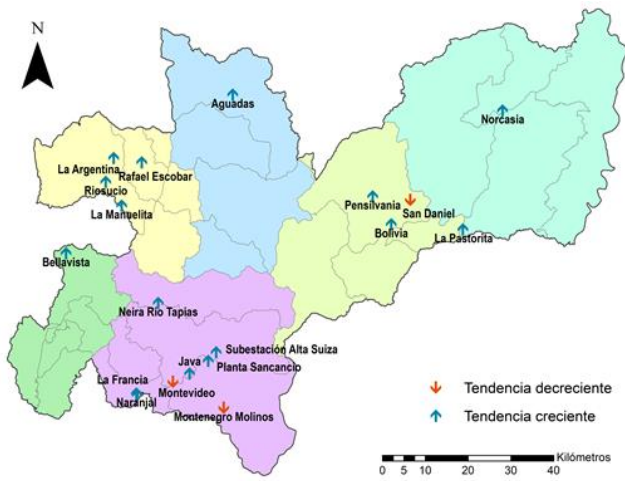 N
Aguadas
Norcasia
La Argentina
Rafael Escobar
Riosucio
La Manuelita
Pensilvania
San Daniel
Bolivia
La Pastorita
Bellavista
Neira Rio Tapias
Subestación Alta Suiza
Java
Planta Sancancio
La Francia
Montevideo
Naranjal
Montenegro Molinos
Tendencia decreciente
Tendencia creciente
Kilómetros
0 5 10 20 30 40